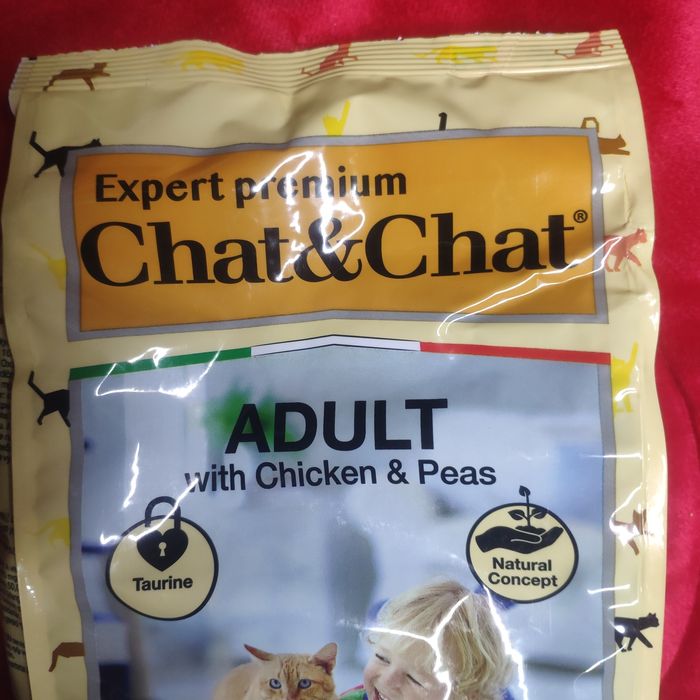 Expert premium
Chat&Chat®
ADULT
with Chicken & Peas
Taurine
Natural
Concept